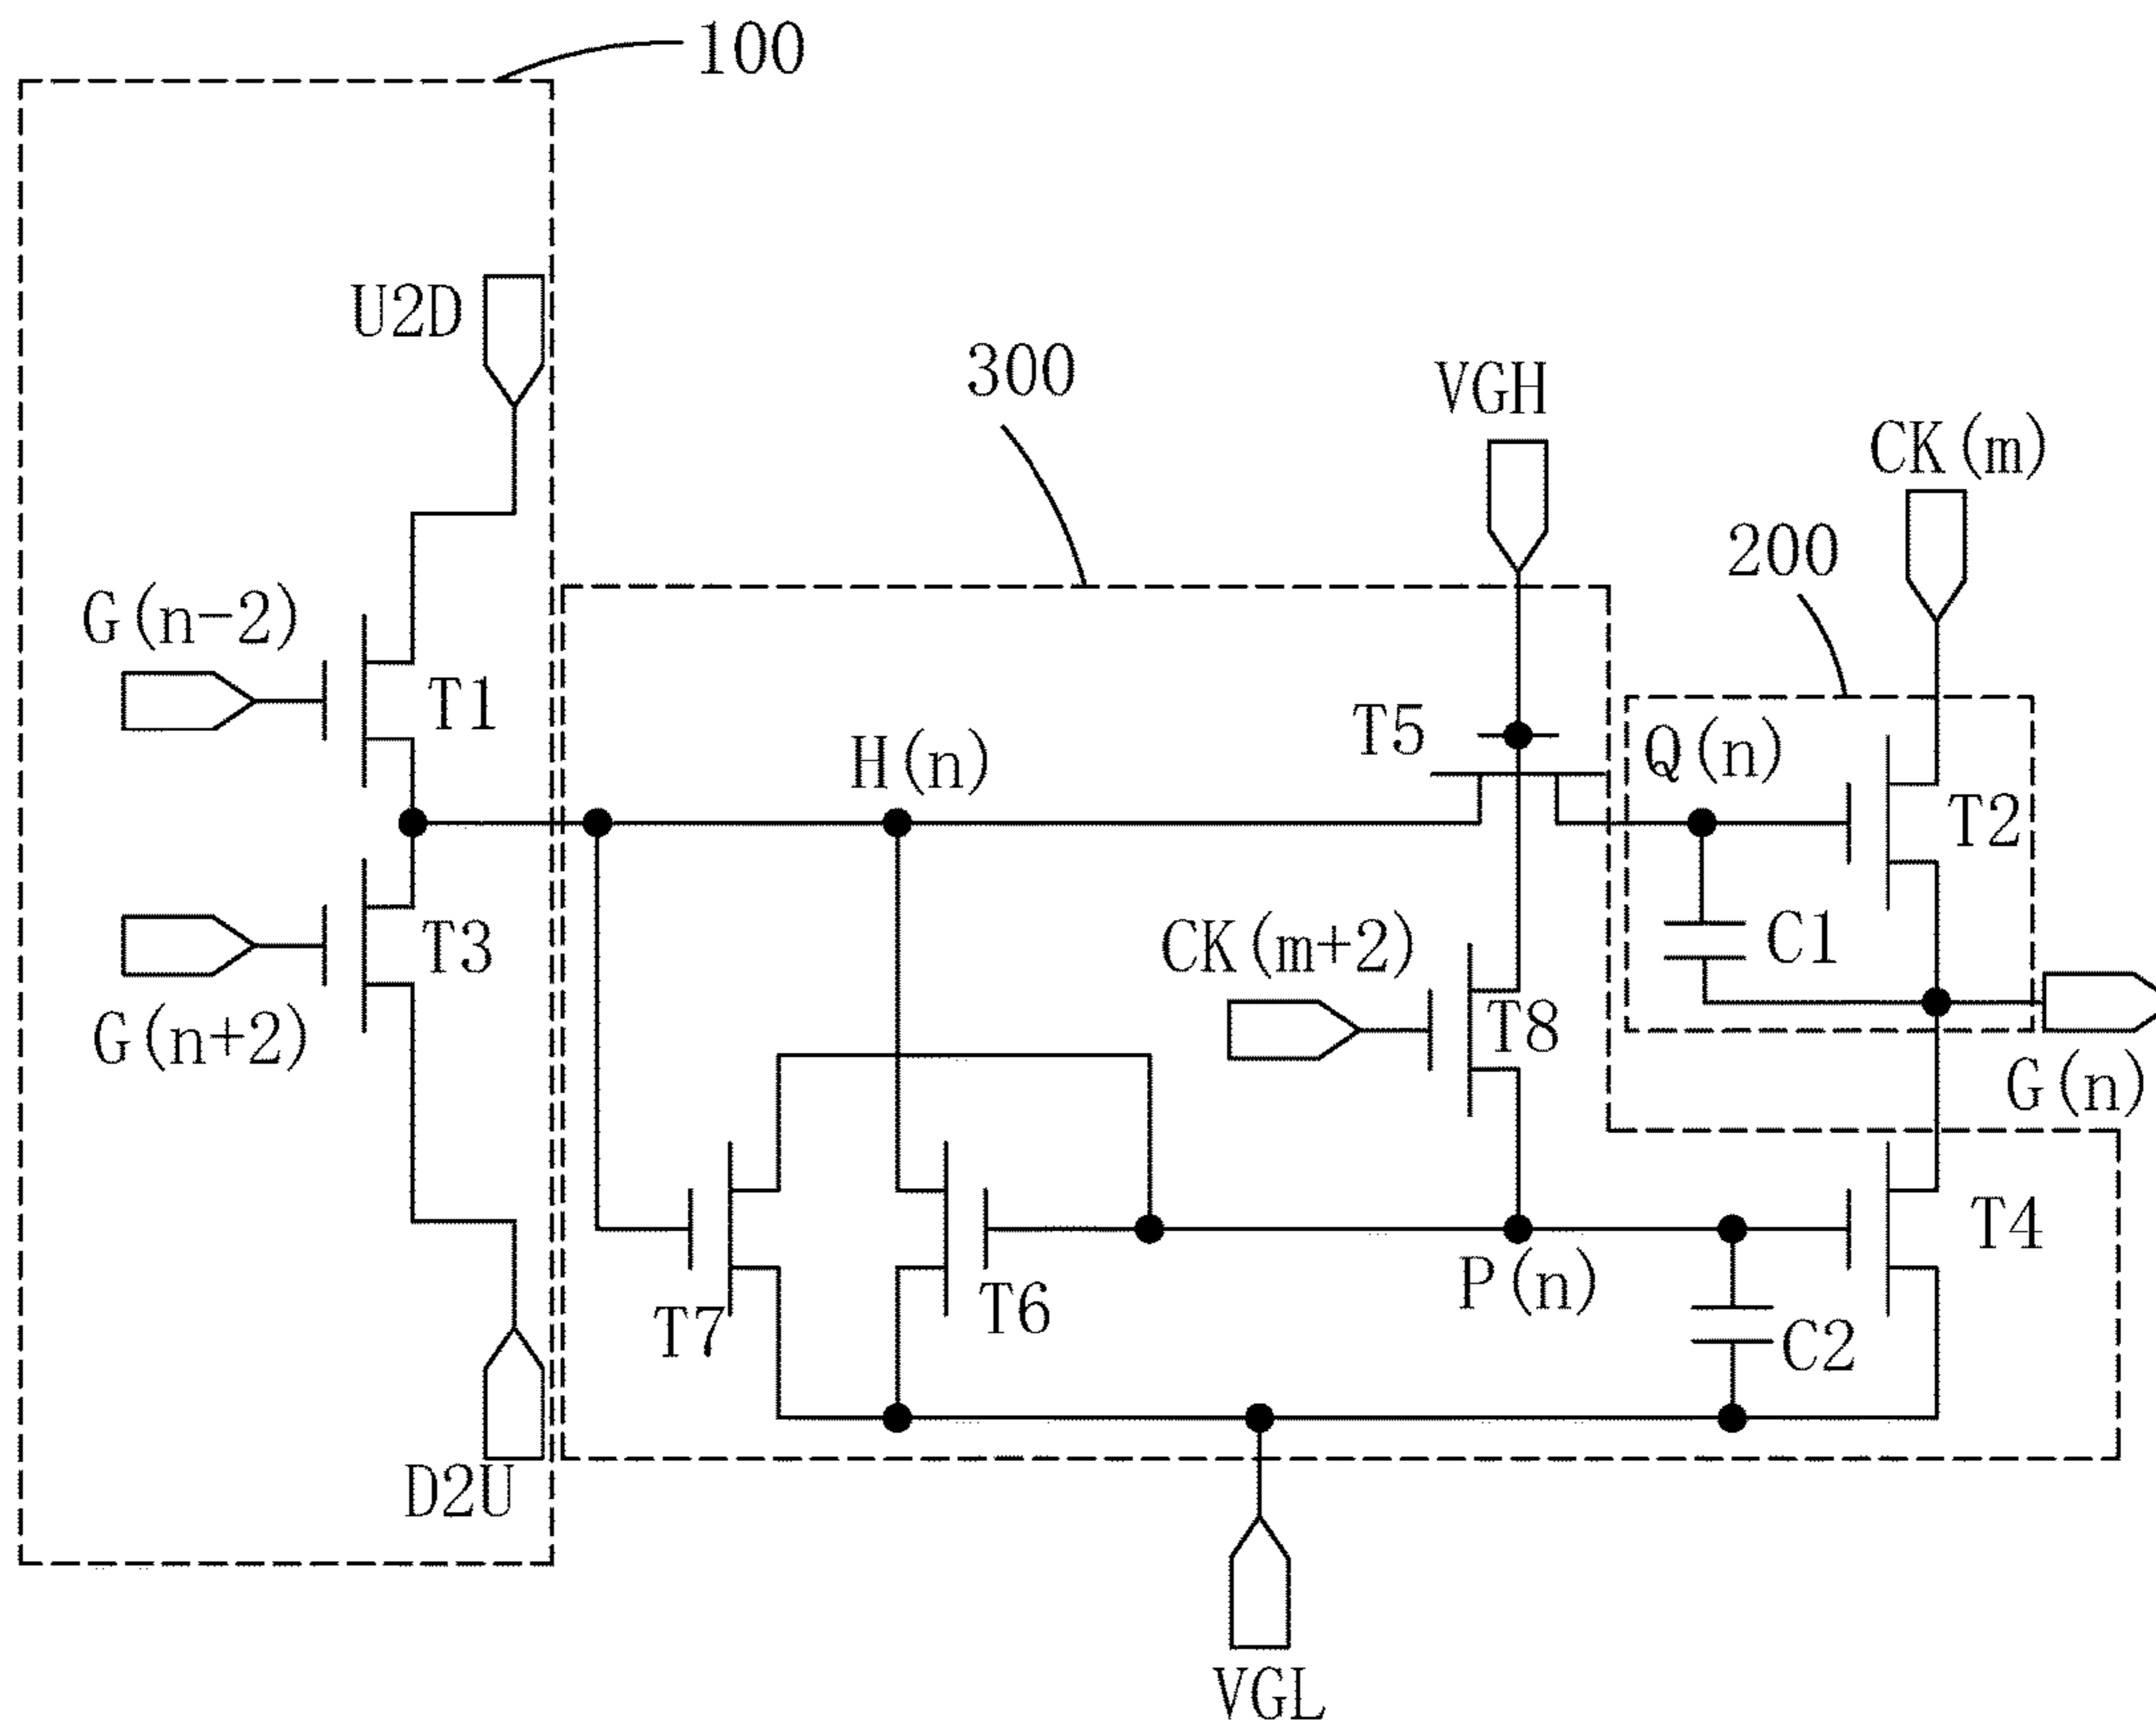 100
U2D
300
VGH
CK(m)
200
G(n-2)
T1
T5
Q(n)
H(n)
T2
T3
CK(m+2)
C1
G(n+2)
T8
G(n)
T4
P(n)
T6
T7
C2
D2U
VGL